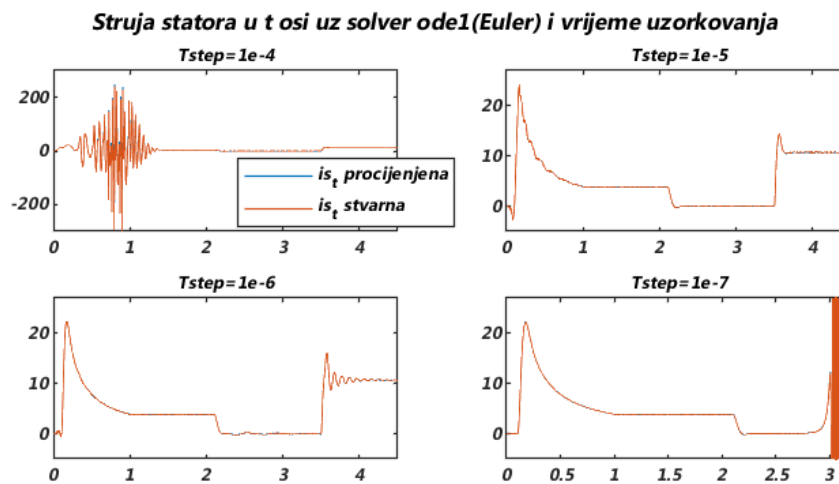 Struja statora u t osi uz solver ode1(Euler) i vrijeme uzorkovanja
Tstep=1e-4
Tstep=1e-5
200
0
-200
0 1 2 3 4
is_t procijenjena
is_t stvarna
20
10
0
0 1 2 3 4
Tstep=1e-6
Tstep=1e-7
20
10
0
0 1 2 3 4
20
10
0
0 0.5 1 1.5 2 2.5 3